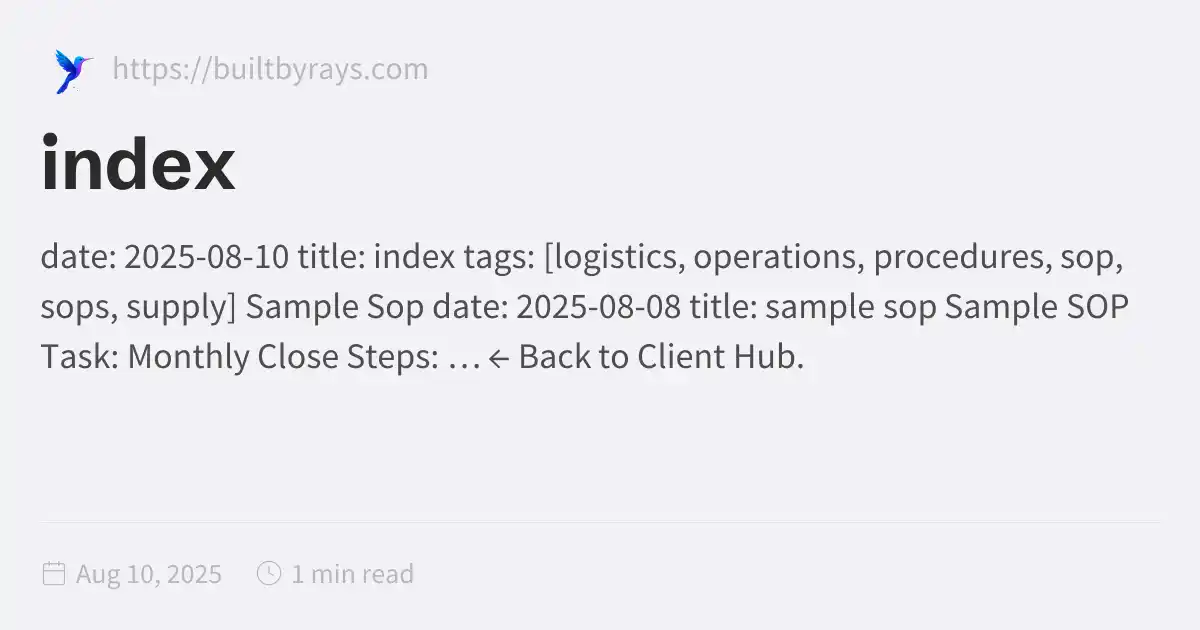 https://builtbyrays.com
index
date: 2025-08-10 title: index tags: [logistics, operations, procedures, sop,
sops, supply] Sample Sop date: 2025-08-08 title: sample sop Sample SOP
Task: Monthly Close Steps: … ← Back to Client Hub.
Aug 10, 2025 1 min read